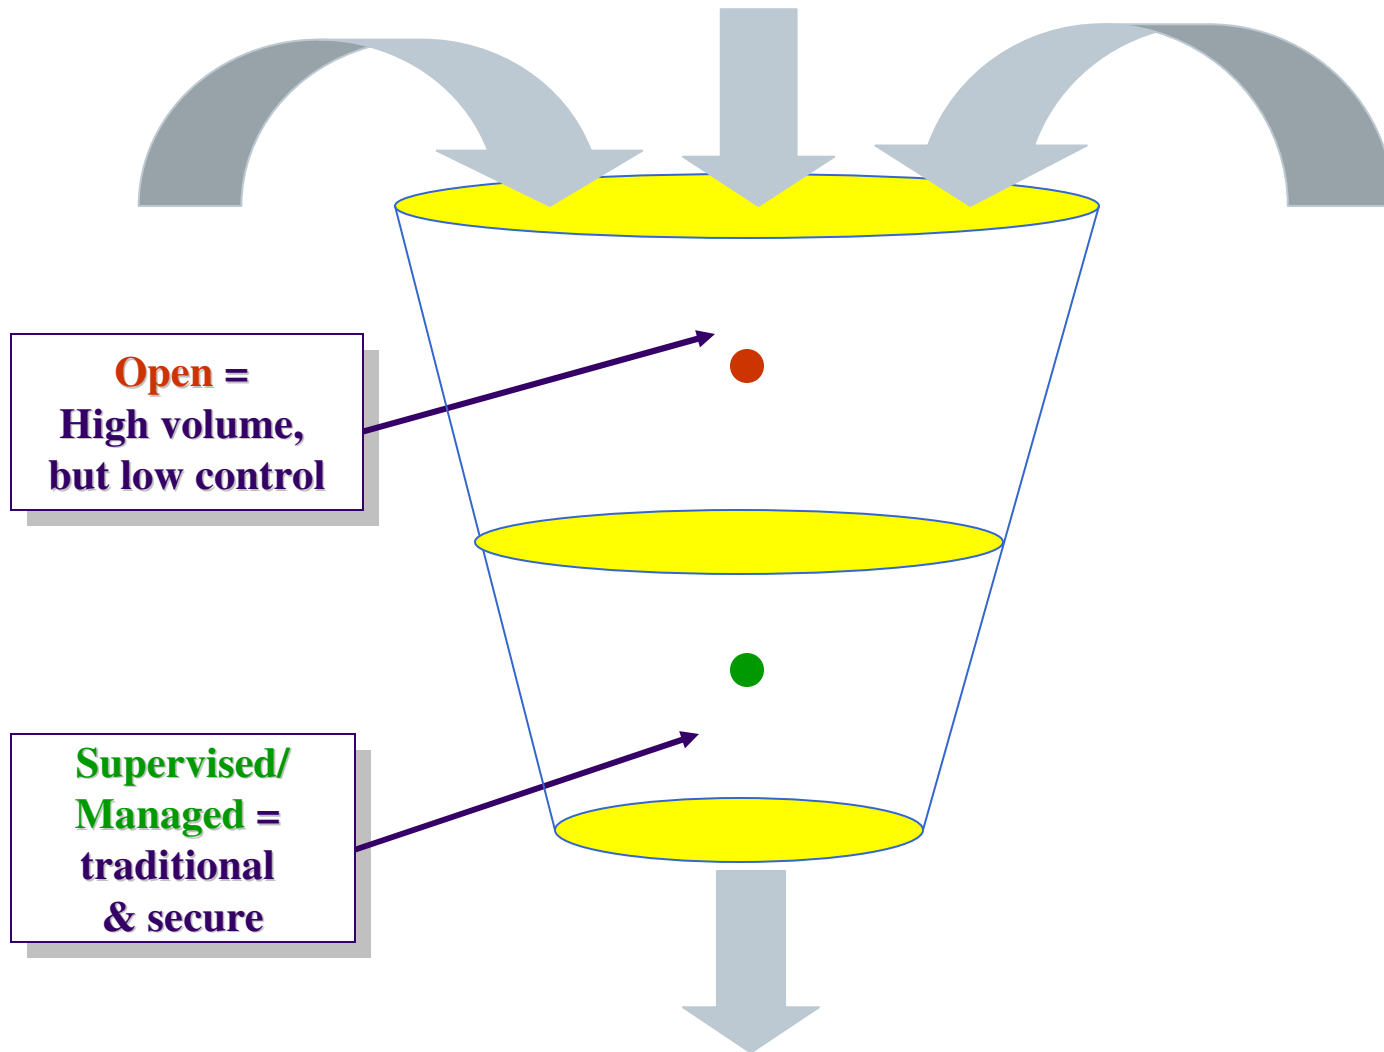 Open =
High volume,
but low control
Supervised/
Managed =
traditional
& secure